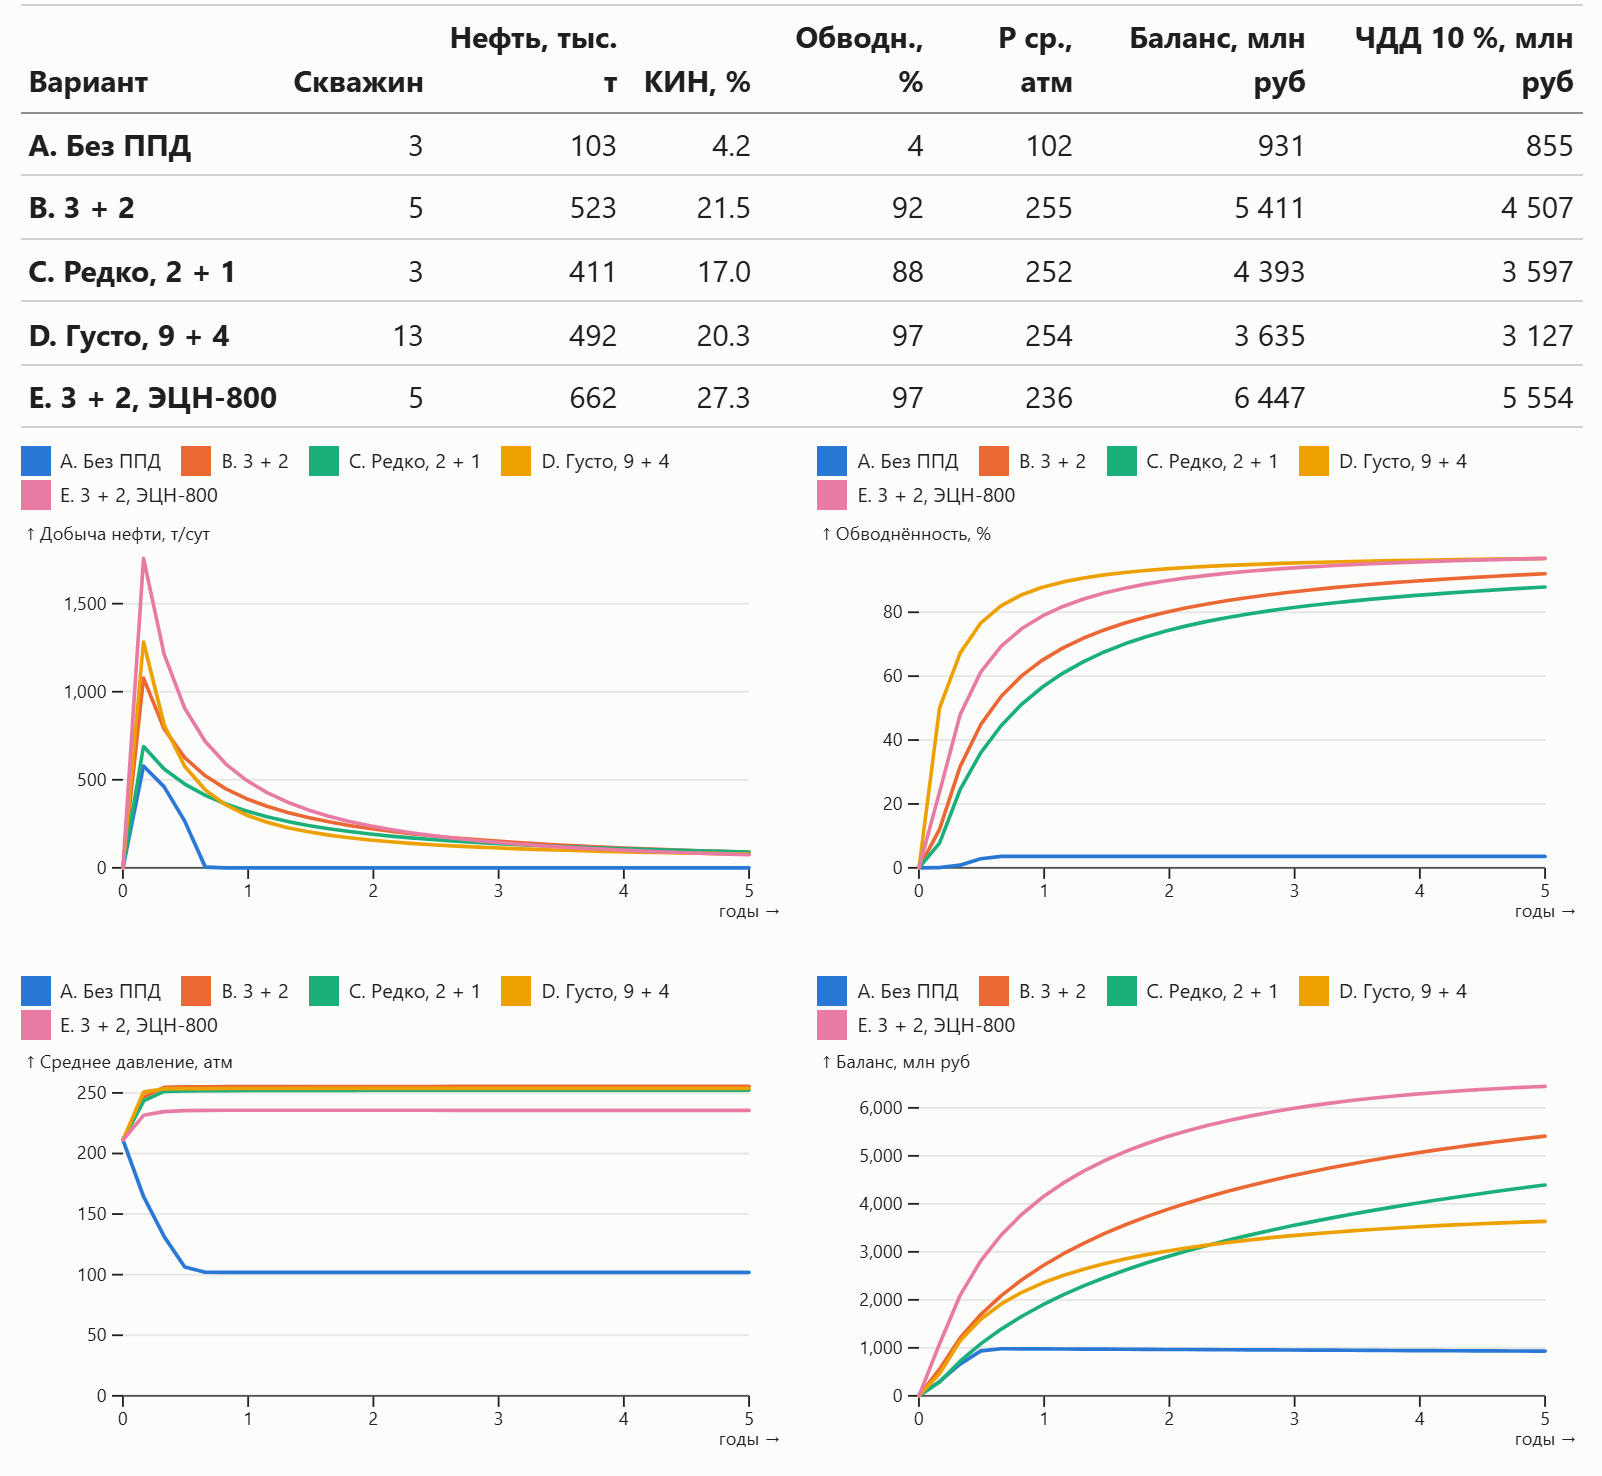 Вариант Скважин Нефть, тыс. т КИН, % Обводн., % Р ср., атм Баланс, млн руб ЧДД 10 %, млн руб
A. Без ППД 3 103 4.2 4 102 931 855
B. 3 + 2 5 523 21.5 92 255 5 411 4 507
C. Редко, 2 + 1 3 411 17.0 88 252 4 393 3 597
D. Густо, 9 + 4 13 492 20.3 97 254 3 635 3 127
E. 3 + 2, ЭЦН-800 5 662 27.3 97 236 6 447 5 554
A. Без ППД B. 3 + 2 C. Редко, 2 + 1 D. Густо, 9 + 4
E. 3 + 2, ЭЦН-800
↑ Добыча нефти, т/сут
1,500
1,000
500
0
0 1 2 3 4 5
годы →
A. Без ППД B. 3 + 2 C. Редко, 2 + 1 D. Густо, 9 + 4
E. 3 + 2, ЭЦН-800
↑ Обводнённость, %
80
60
40
20
0
0 1 2 3 4 5
годы →
A. Без ППД B. 3 + 2 C. Редко, 2 + 1 D. Густо, 9 + 4
E. 3 + 2, ЭЦН-800
↑ Среднее давление, атм
250
200
150
100
50
0
0 1 2 3 4 5
годы →
A. Без ППД B. 3 + 2 C. Редко, 2 + 1 D. Густо, 9 + 4
E. 3 + 2, ЭЦН-800
↑ Баланс, млн руб
6,000
5,000
4,000
3,000
2,000
1,000
0
0 1 2 3 4 5
годы →